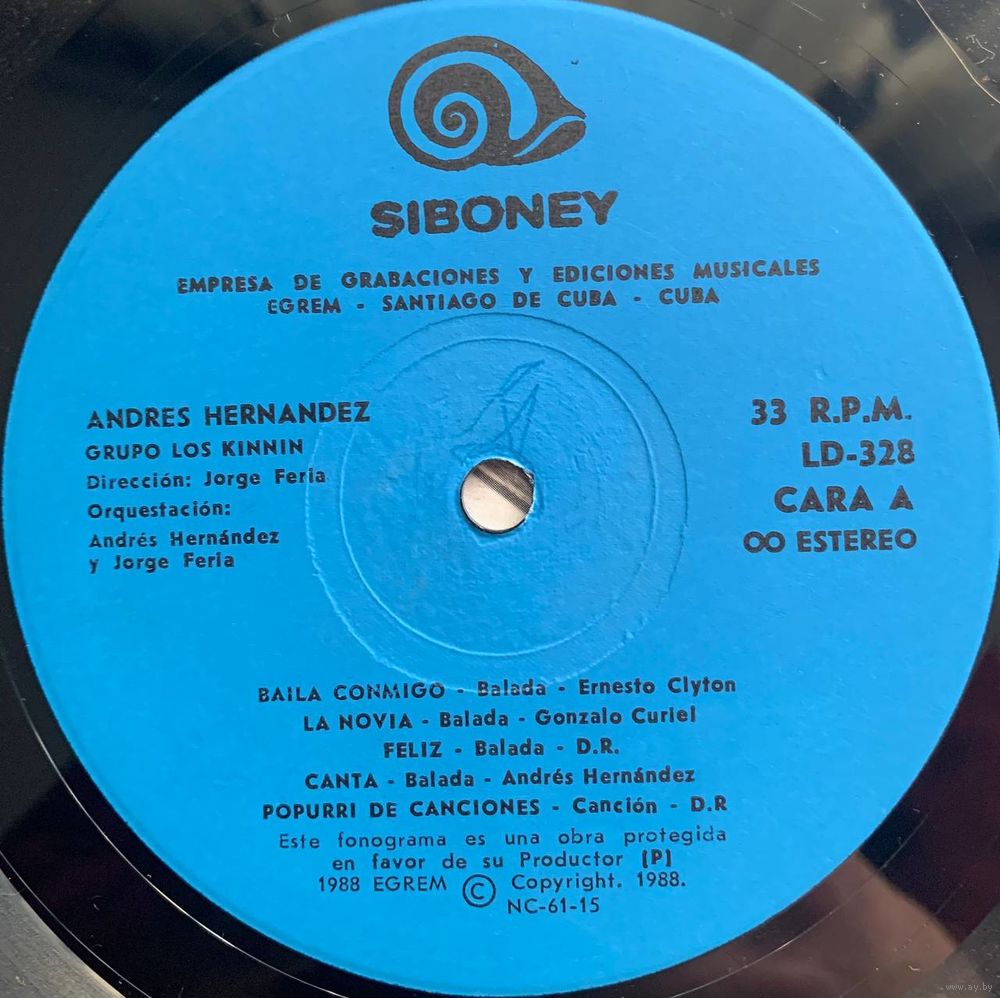 SIBONEY
EMPRESA DE GRABACIONES Y EDICIONES MUSICALES
EGREM - SANTIAGO DE CUBA - CUBA
ANDRES HERNANDEZ
GRUPO LOS KINNIN
Dirección: Jorge Feria
Orquestación:
Andrés Hernández
y Jorge Feria
33 R.P.M.
LD-328
CARA A
∞ ESTEREO
BAILA CONMIGO - Balada - Ernesto Clyton
LA NOVIA - Balada - Gonzalo Curiel
FELIZ - Balada - D.R.
CANTA - Balada - Andrés Hernández
POPURRI DE CANCIONES - Canción - D.R
Este fonograma es una obra protegida
en favor de su Productor (P)
1988 EGREM © Copyright. 1988.
NC-61-15
www.ay.by